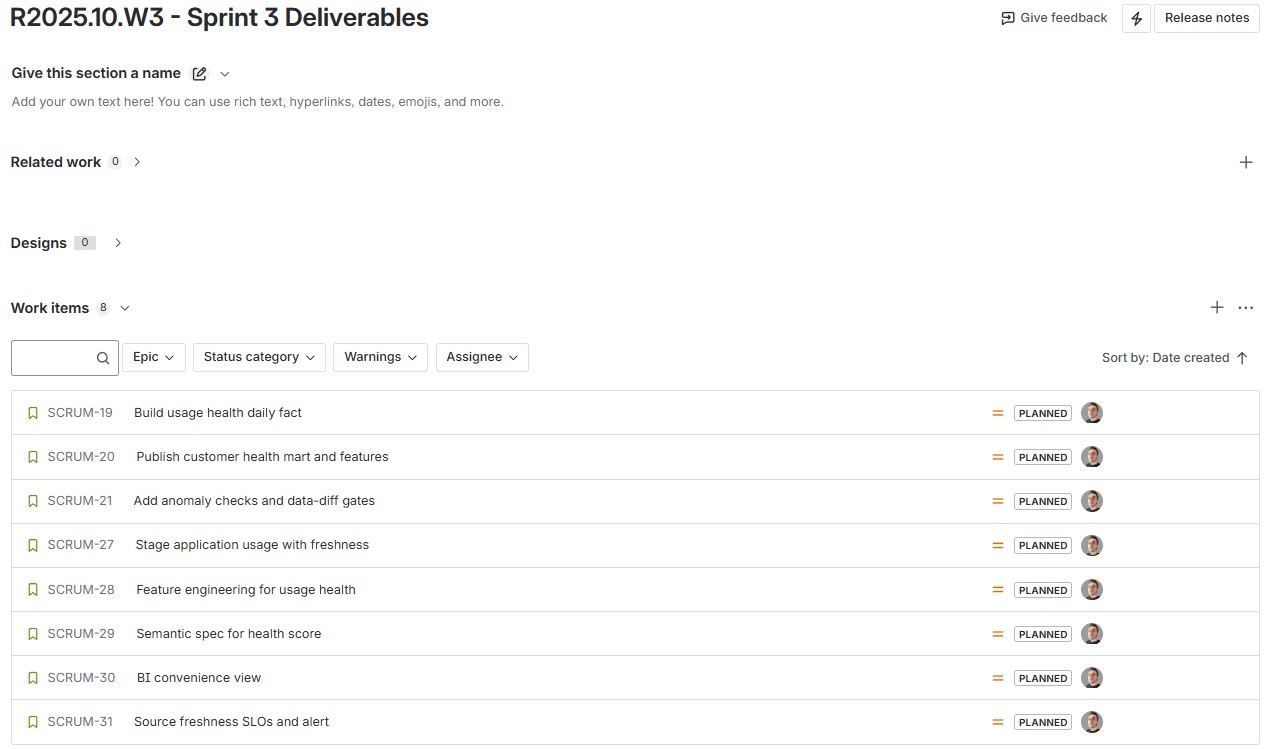 R2025.10.W3 - Sprint 3 Deliverables
Give feedback
Release notes
Give this section a name
Add your own text here! You can use rich text, hyperlinks, dates, emojis, and more.
Related work 0
Designs 0
Work items 8
Epic Status category Warnings Assignee Sort by: Date created
SCRUM-19 Build usage health daily fact PLANNED
SCRUM-20 Publish customer health mart and features PLANNED
SCRUM-21 Add anomaly checks and data-diff gates PLANNED
SCRUM-27 Stage application usage with freshness PLANNED
SCRUM-28 Feature engineering for usage health PLANNED
SCRUM-29 Semantic spec for health score PLANNED
SCRUM-30 BI convenience view PLANNED
SCRUM-31 Source freshness SLOs and alert PLANNED